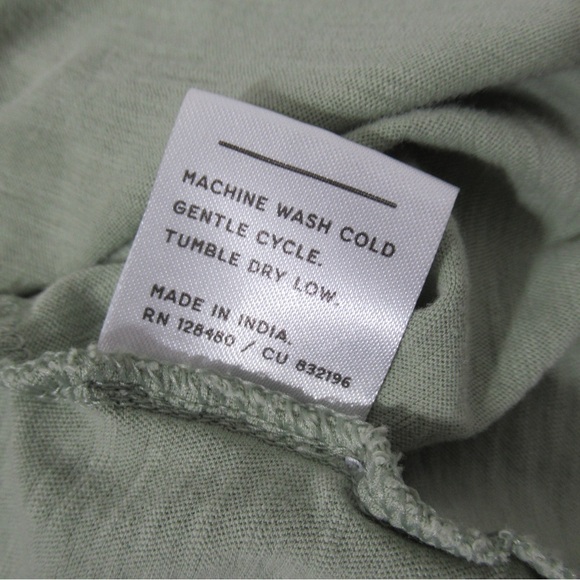 MACHINE WASH COLD
GENTLE CYCLE.
TUMBLE DRY LOW.
MADE IN INDIA.
RN 128480 / CU 832196